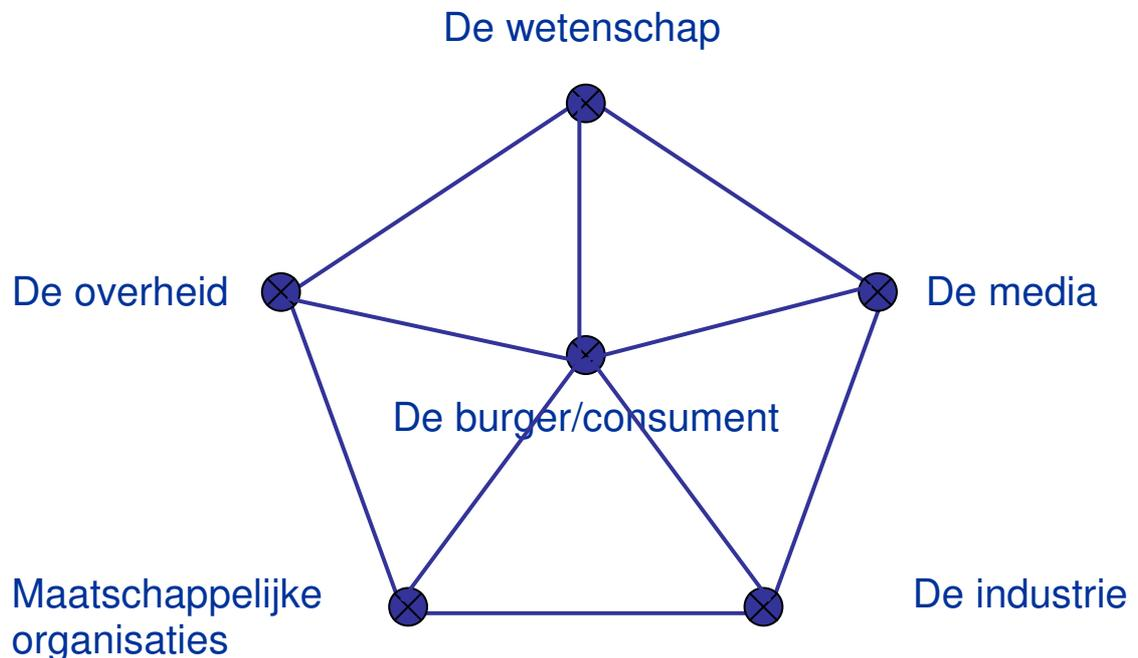 De wetenschap
De overheid
De media
De burger/consument
Maatschappelijke
organisaties
De industrie